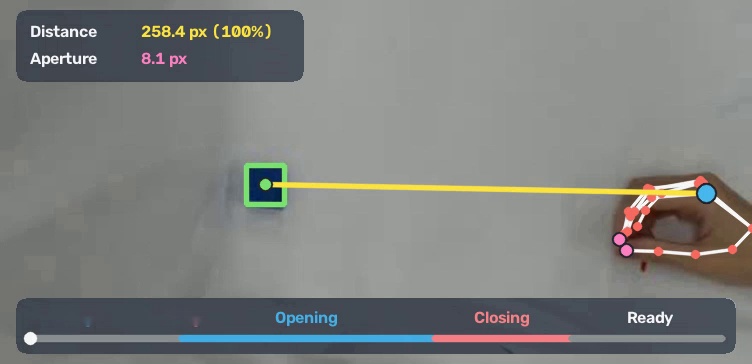 Distance 258.4 px (100%)
Aperture 8.1 px
Opening Closing Ready